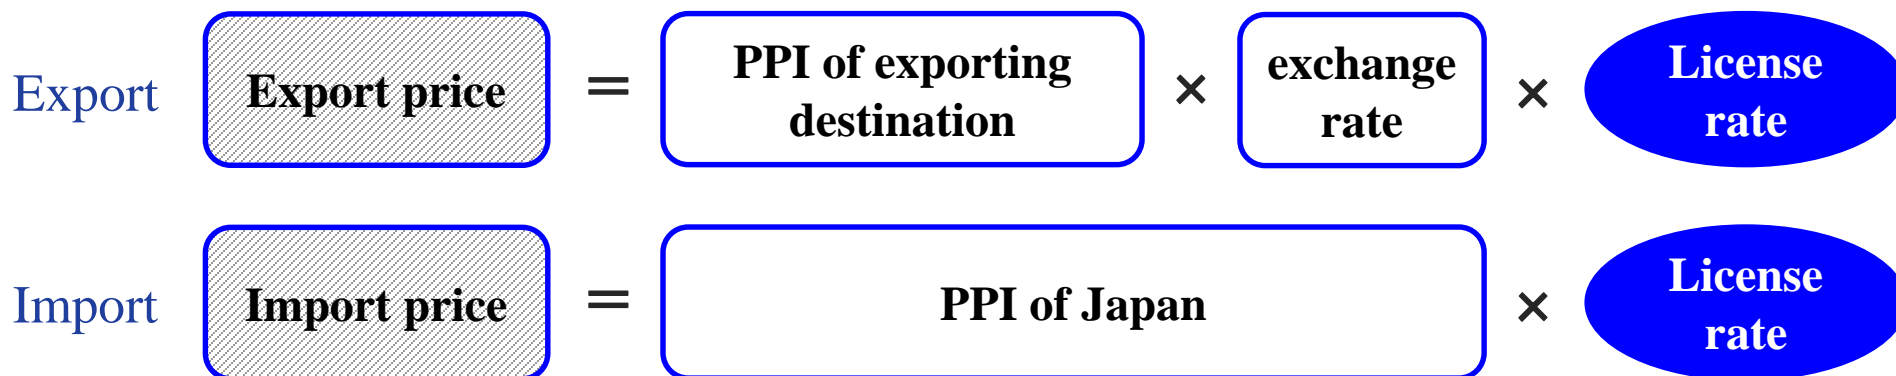 Export
Export price
=
PPI of exporting
destination
×
exchange
rate
×
License
rate
Import
Import price
=
PPI of Japan
×
License
rate